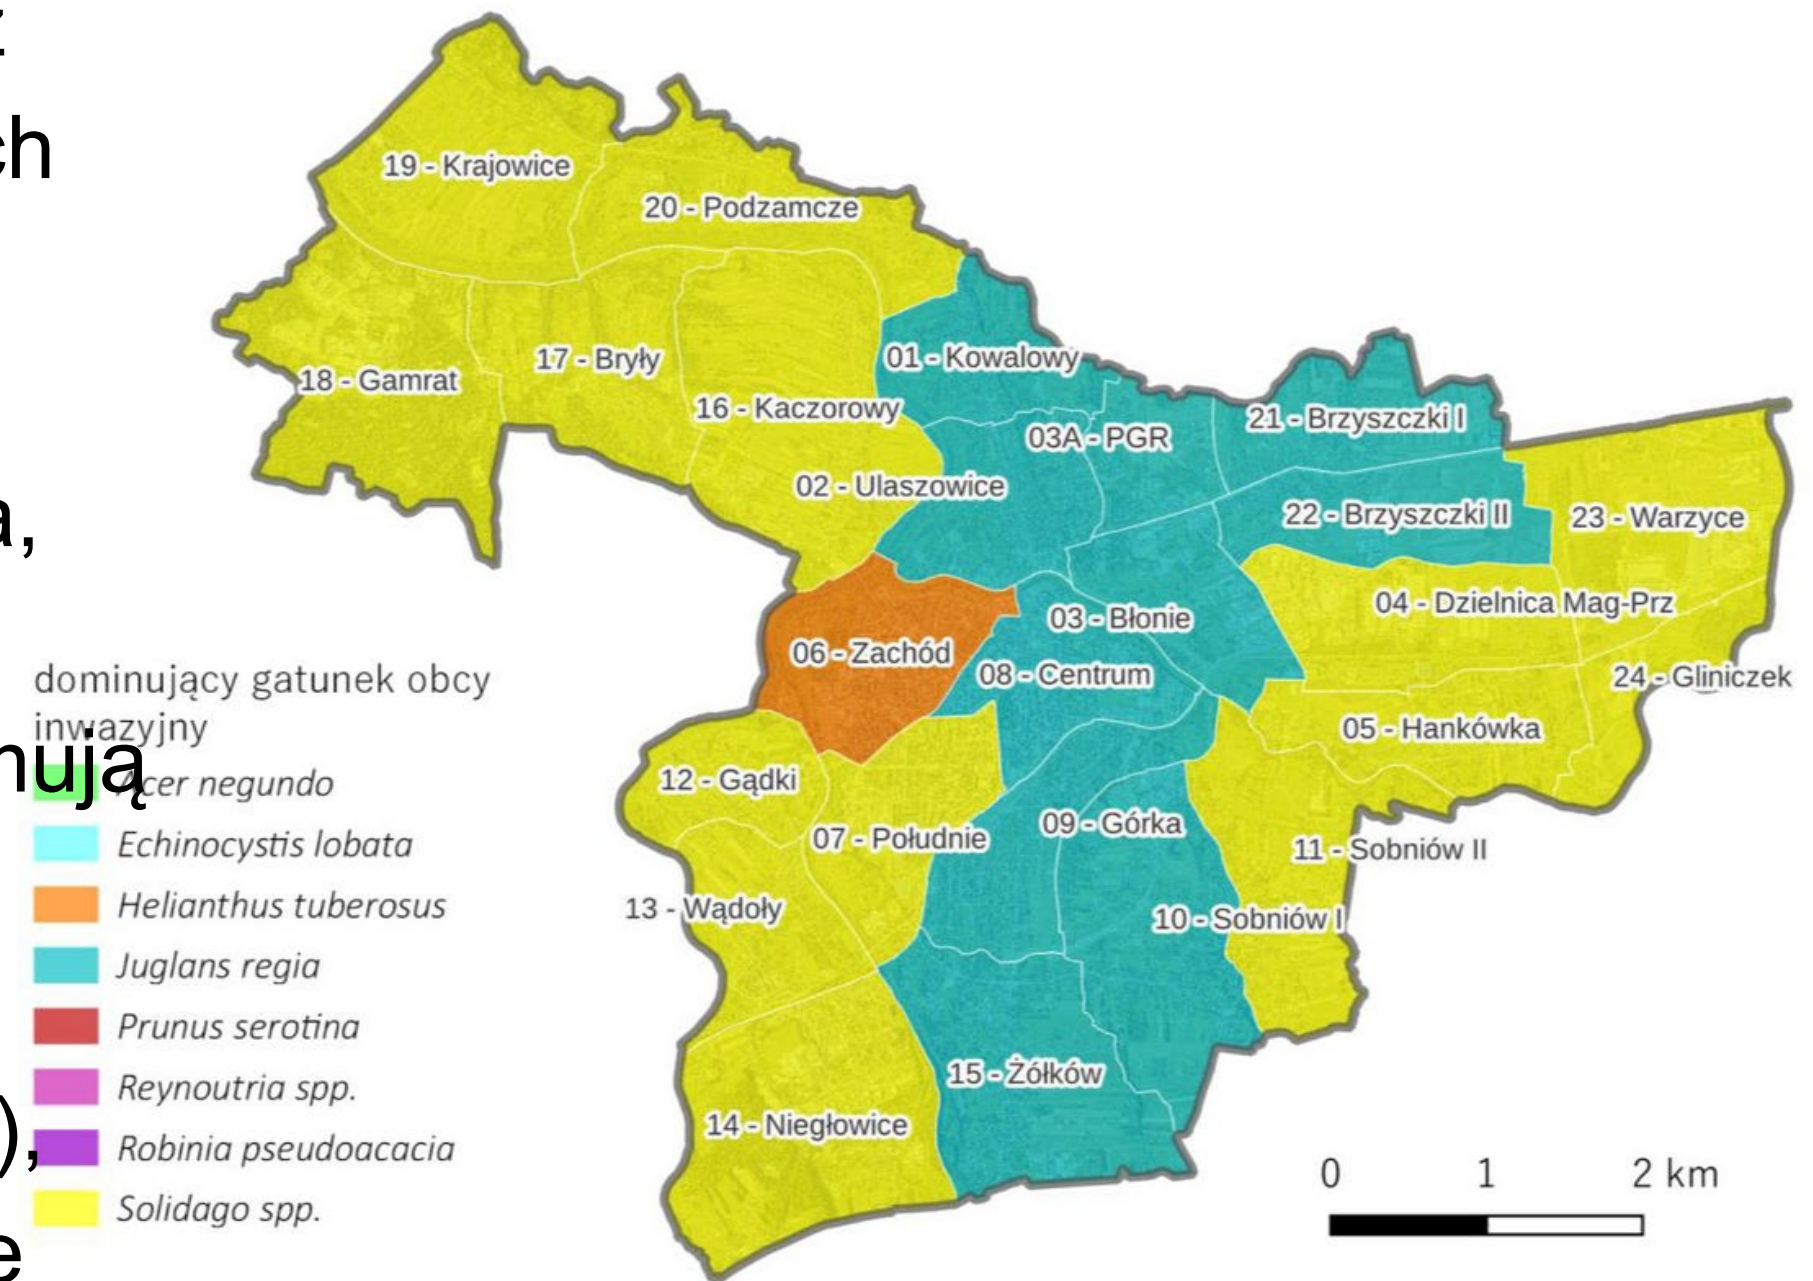 z
ch
19 - Krajowice
20 - Podzamcze
01 - Kowalowy
17 - Bryły
18 - Gamrat
16 - Kaczorowy
21 - Brzyszczki I
03A - PGR
02 - Ulaszowice
22 - Brzyszczki II
23 - Warzyce
a,
04 - Dzielnica Mag-Prz
03 - Błonie
06 - Zachód
08 - Centrum
24 - Gliniczek
05 - Hankówka
12 - Gądki
09 - Górka
07 - Południe
11 - Sobniów II
13 - Wądoły
10 - Sobniów I
15 - Żółków
14 - Niegłowice
dominujący gatunek obcy
inwazyjny
nują
Acer negundo
Echinocystis lobata
Helianthus tuberosus
Juglans regia
Prunus serotina
Reynoutria spp.
),
Robinia pseudoacacia
Solidago spp.
e
0 1 2 km